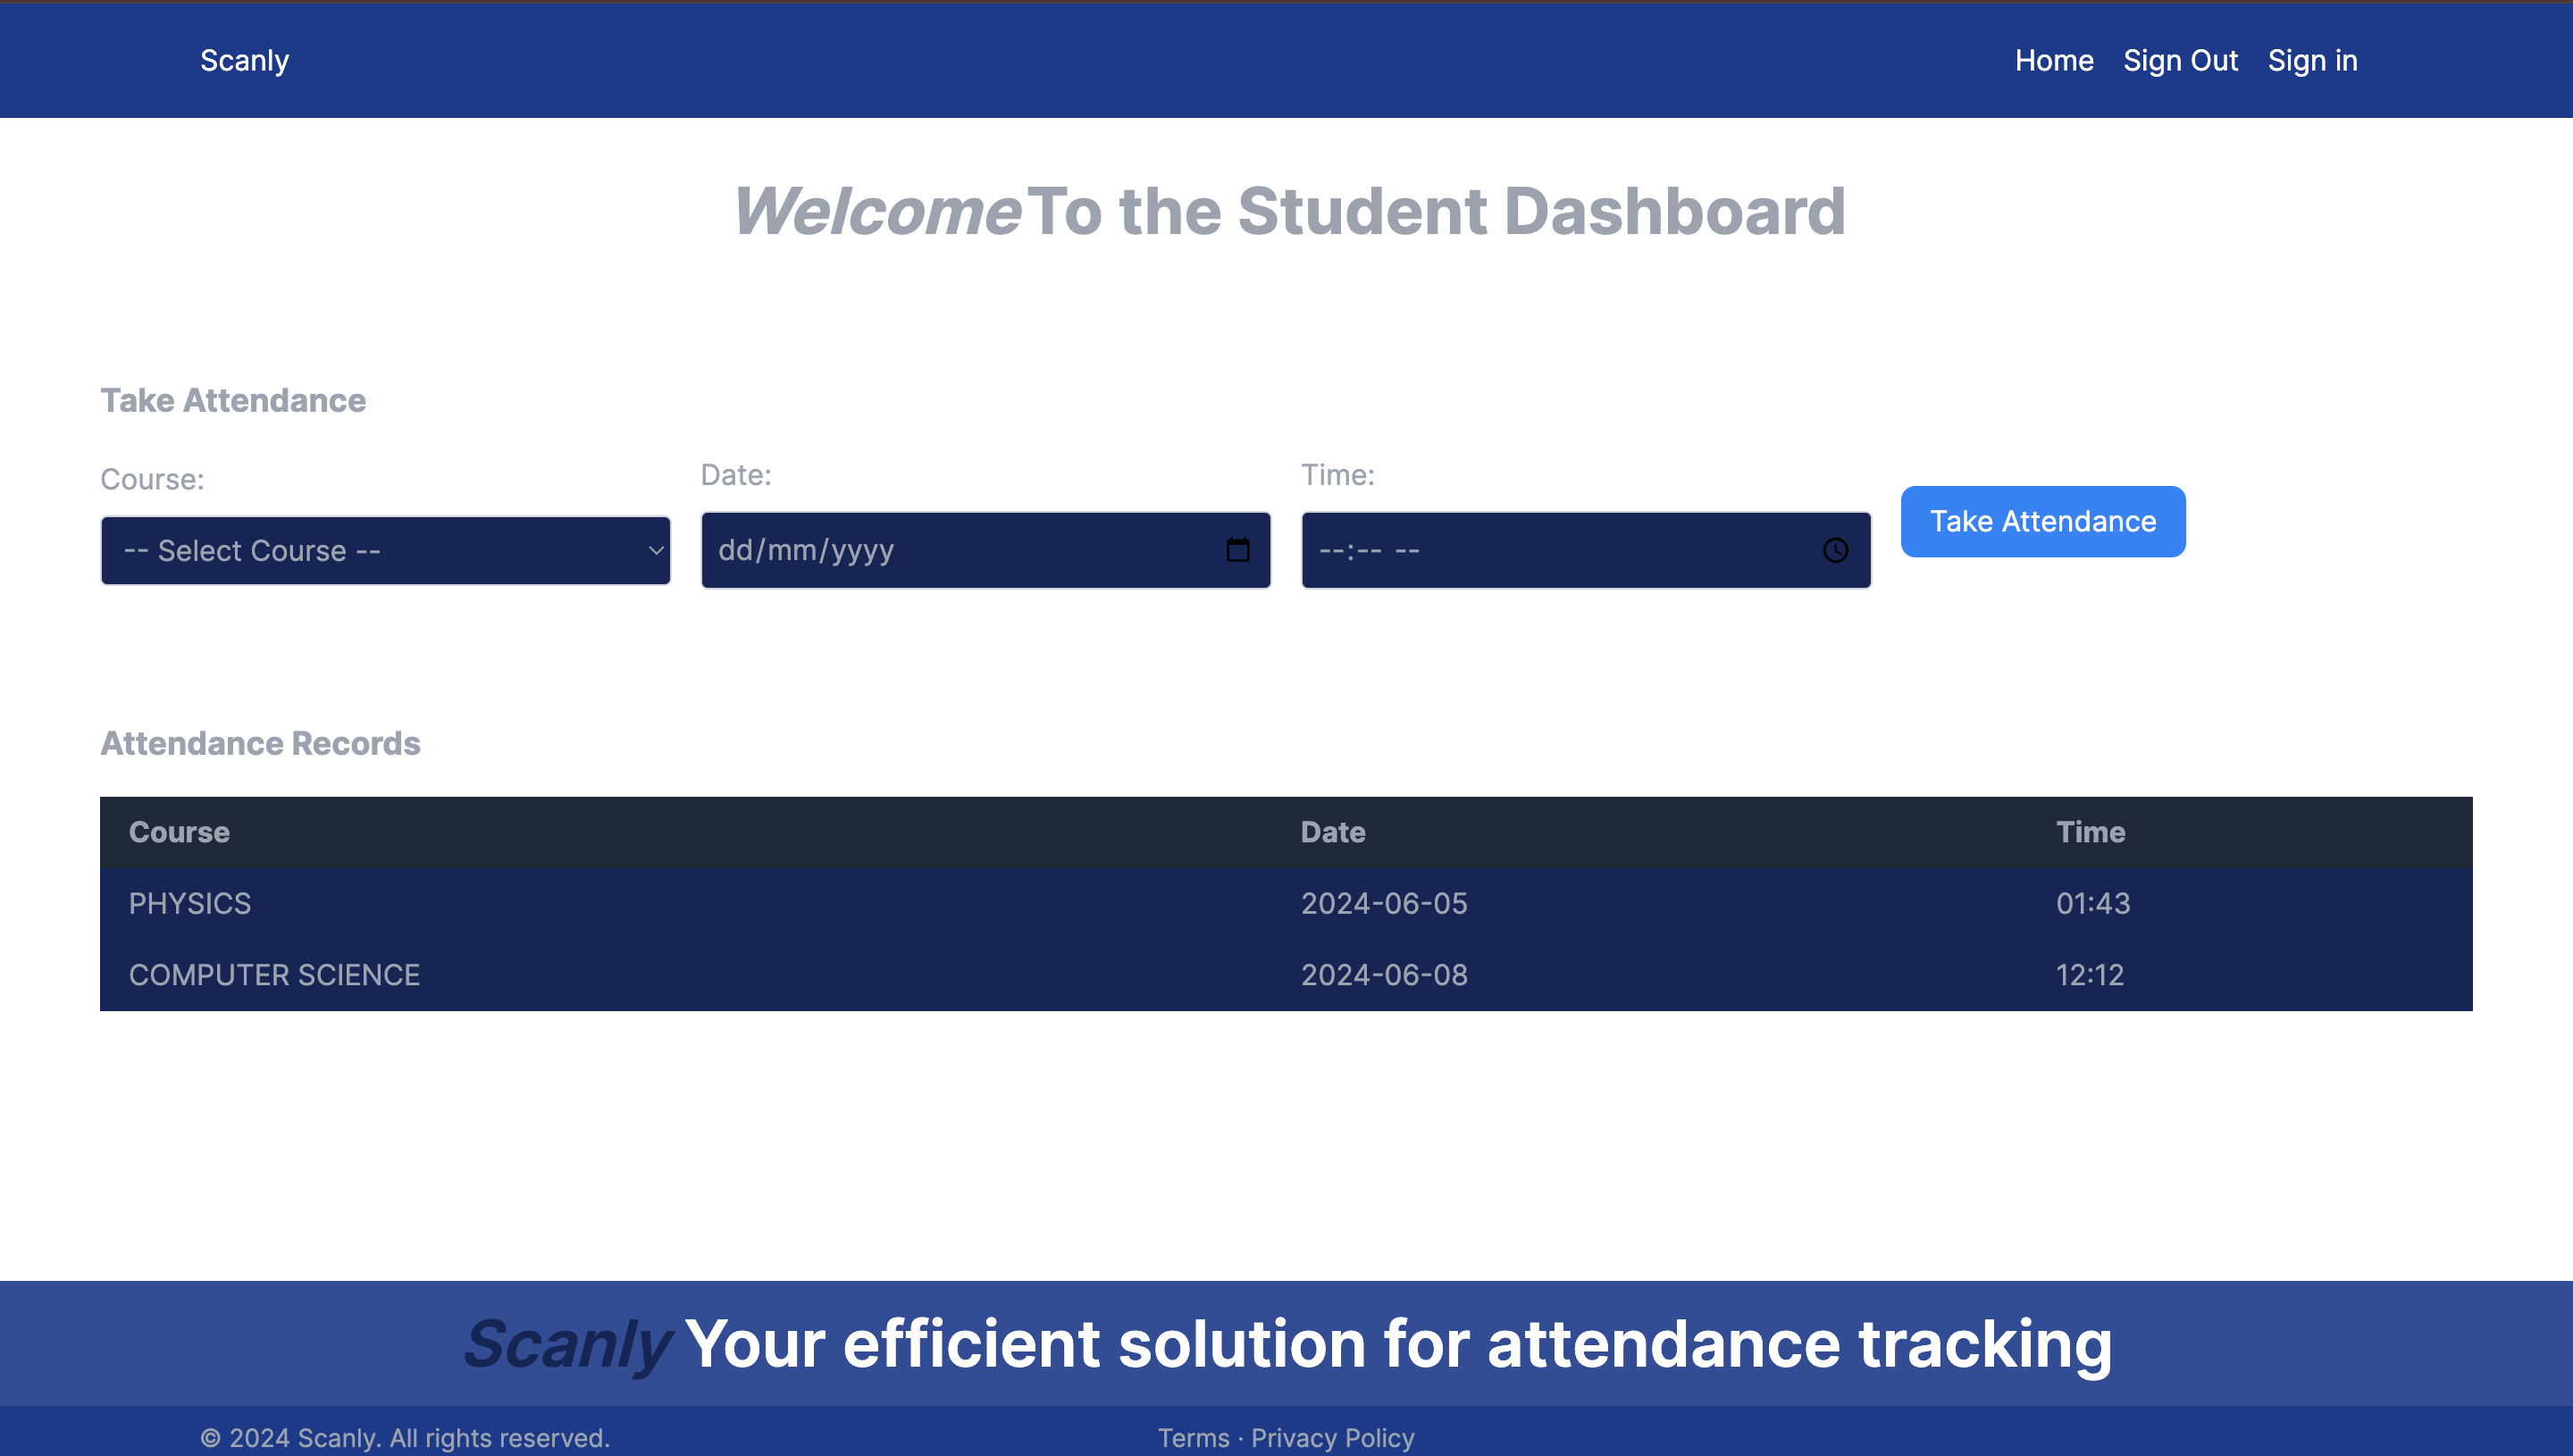 Scanly
Home Sign Out Sign in
Welcome To the Student Dashboard
Take Attendance
Course:
Date:
Time:
-- Select Course --
dd/mm/yyyy
--:-- --
Take Attendance
Attendance Records
Course Date Time
PHYSICS 2024-06-05 01:43
COMPUTER SCIENCE 2024-06-08 12:12
Scanly Your efficient solution for attendance tracking
© 2024 Scanly. All rights reserved.
Terms · Privacy Policy